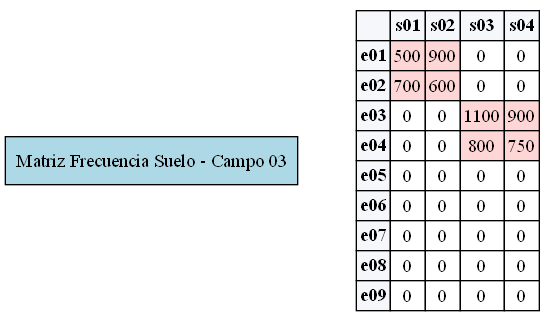 s01 s02 s03 s04
e01 500 900 0 0
e02 700 600 0 0
e03 0 0 1100 900
e04 0 0 800 750
Matriz Frecuencia Suelo - Campo 03
e05 0 0 0 0
e06 0 0 0 0
e07 0 0 0 0
e08 0 0 0 0
e09 0 0 0 0